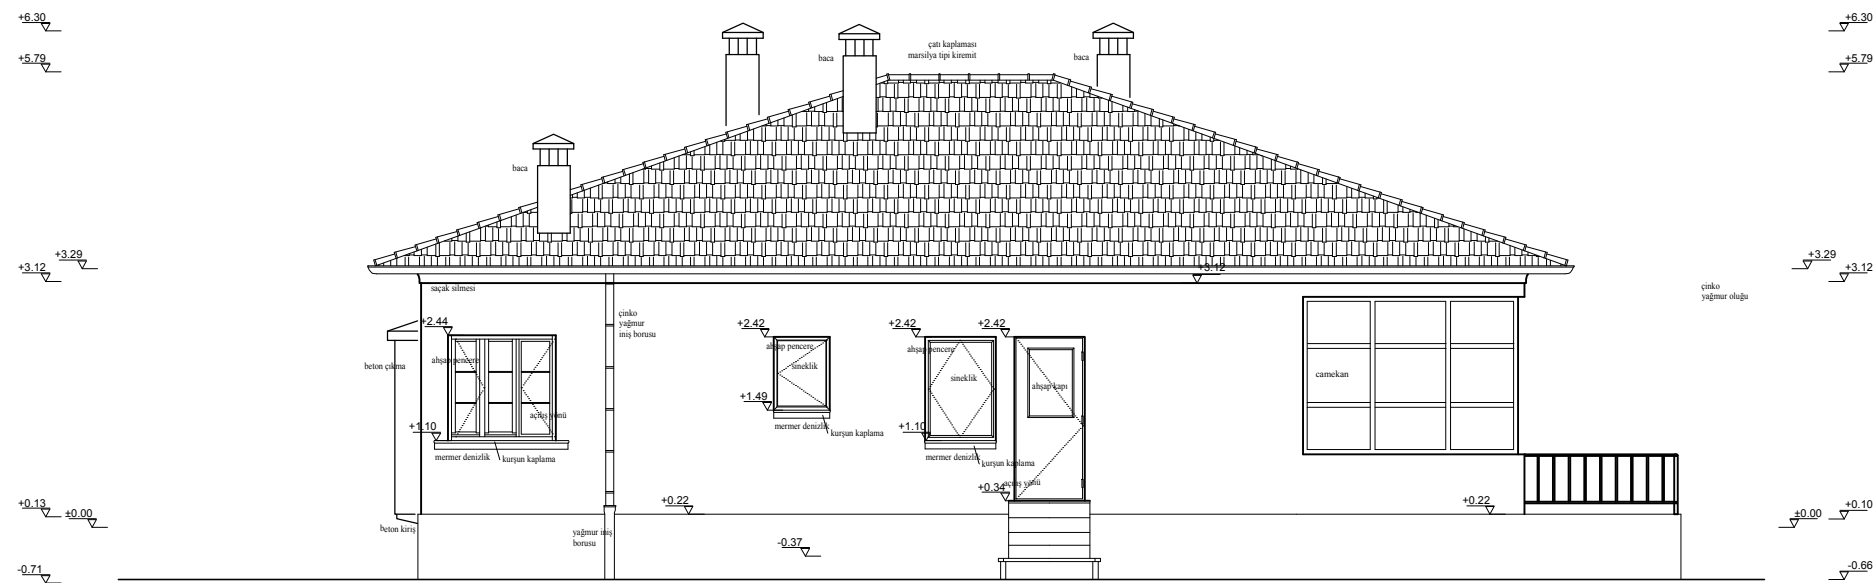 +6.30
+6.30
çatı kaplaması
marsilya tipi kiremit
baca
baca
+5.79
+5.79
baca
+3.29
+3.29
+3.12
+3.12
+3.12
saçak silmesi
çinko
yağmur oluğu
çinko
yağmur
iniş borusu
+2.44
+2.42
+2.42
+2.42
ahşap pencere
ahşap pencere
ahşap pencere
beton çıkma
sineklik
sineklik
ahşap kapı
camekan
+1.49
açılış yönü
+1.10
mermer denizlik
kurşun kaplama
+1.10
mermer denizlik
kurşun kaplama
mermer denizlik
kurşun kaplama
açılış yönü
+0.34
+0.22
+0.22
+0.13
±0.00
±0.00
+0.10
beton kiriş
yağmur iniş
borusu
-0.37
-0.71
-0.66